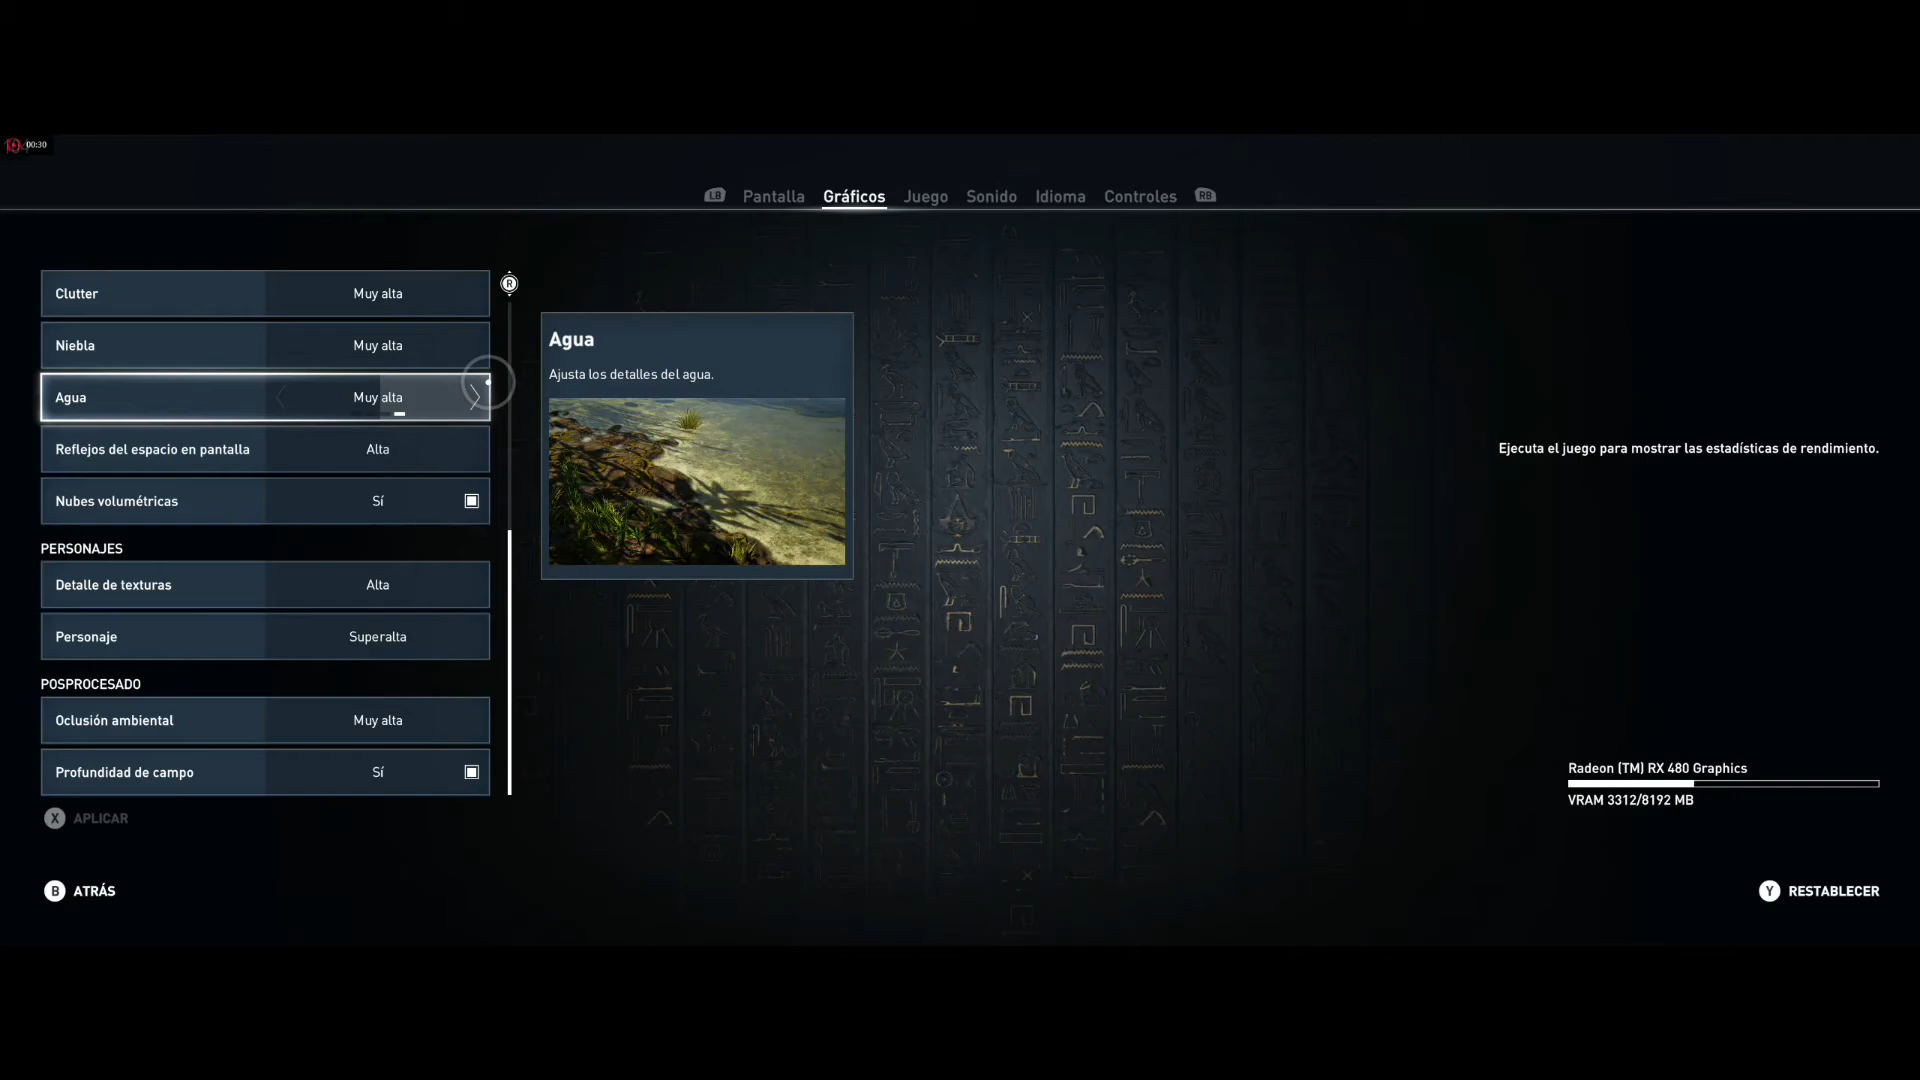 00:30
LB Pantalla Gráficos Juego Sonido Idioma Controles RB
Clutter Muy alta
R
Niebla Muy alta
Agua Muy alta
Reflejos del espacio en pantalla Alta
Nubes volumétricas Sí
PERSONAJES
Detalle de texturas Alta
Personaje Superalta
POSPROCESADO
Oclusión ambiental Muy alta
Profundidad de campo Sí
X APLICAR
B ATRÁS
Agua
Ajusta los detalles del agua.
Ejecuta el juego para mostrar las estadísticas de rendimiento.
Radeon (TM) RX 480 Graphics
VRAM 3312/8192 MB
Y RESTABLECER